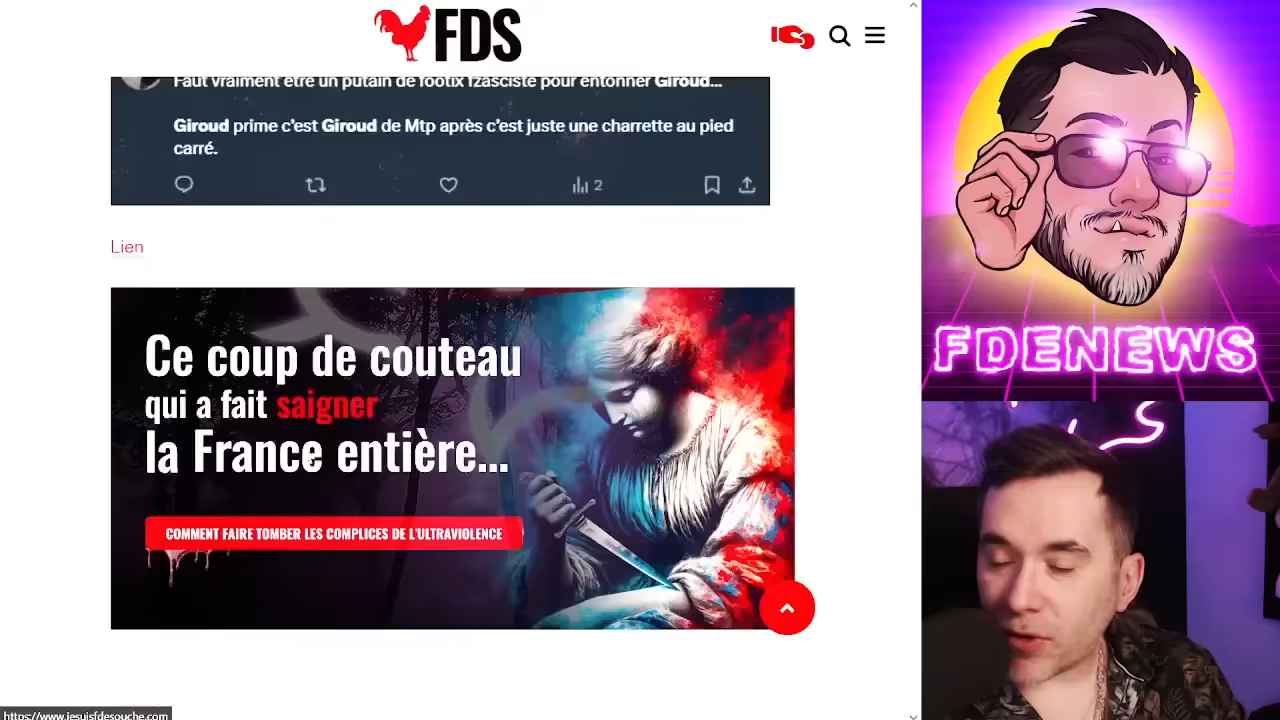 FDS
Faut vraiment être un putain de footix fzasciste pour entonner Giroud...
Giroud prime c'est Giroud de Mtp après c'est juste une charrette au pied
carré.
2
Lien
Ce coup de couteau
qui a fait saigner
la France entière...
COMMENT FAIRE TOMBER LES COMPLICES DE L'ULTRAVIOLENCE
https://www.jesuisfdesouche.com
FDENEWS